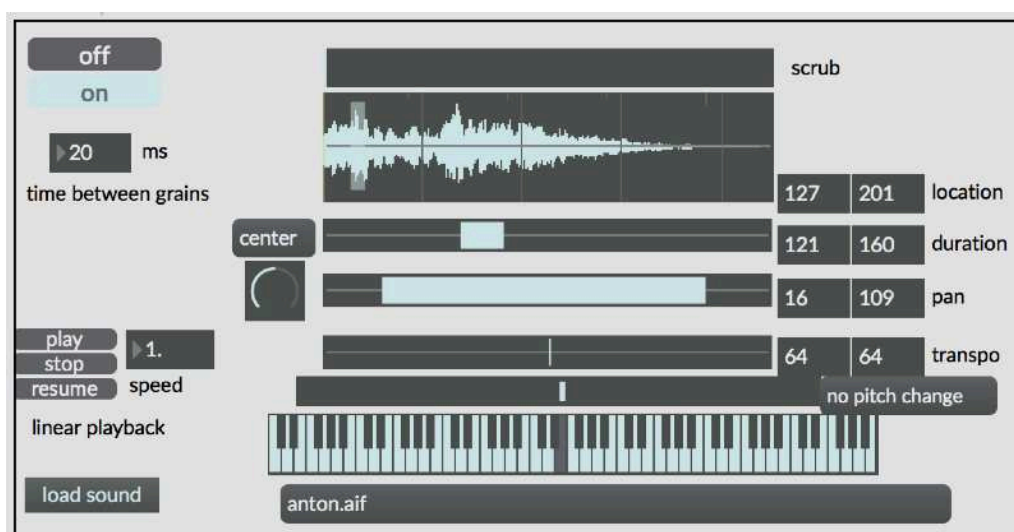 off
scrub
on
20 ms
time between grains
127 201 location
center
121 160 duration
16 109 pan
play
1.
stop
64 64 transpo
resume
speed
no pitch change
linear playback
load sound
anton.aif